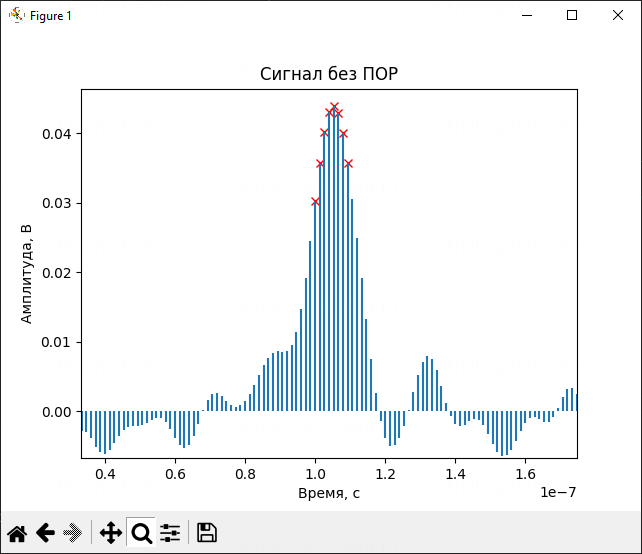 Figure 1
Сигнал без ПОР
0.04
0.03
0.02
0.01
0.00
Амплитуда, В
0.4 0.6 0.8 1.0 1.2 1.4 1.6
Время, с
1e−7